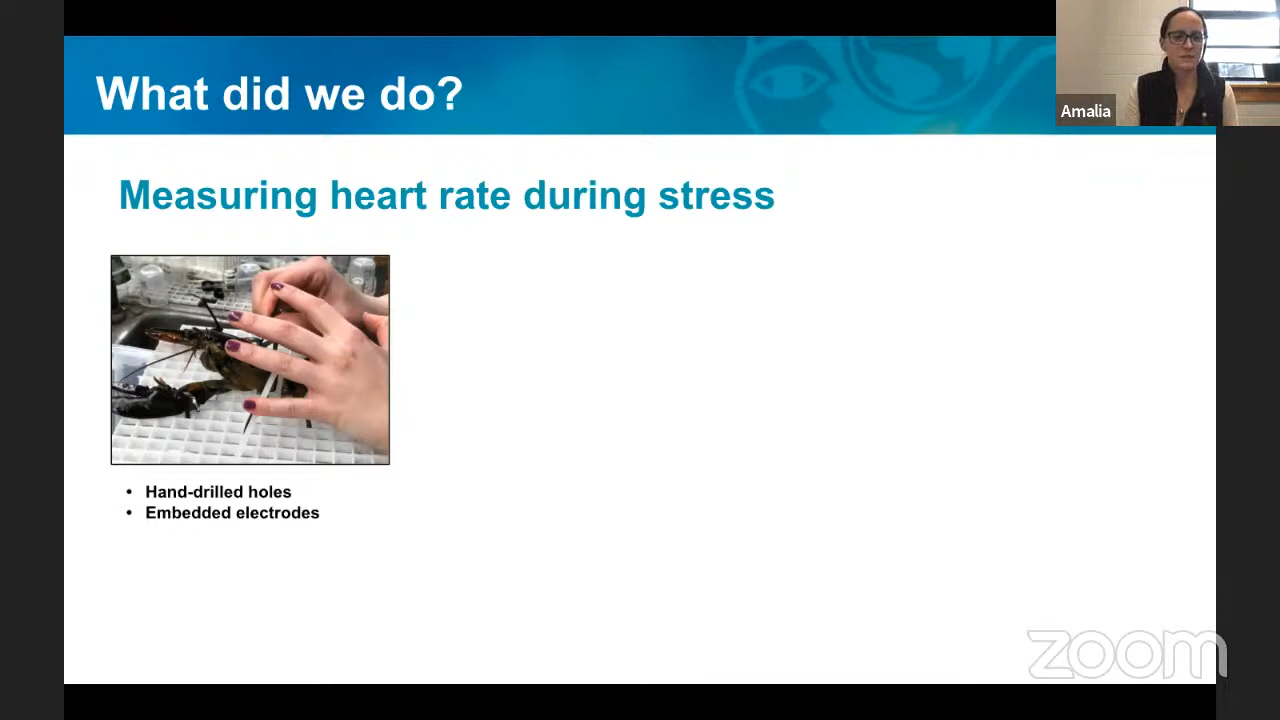 What did we do?
Amalia
Measuring heart rate during stress
• Hand-drilled holes
• Embedded electrodes
zoom